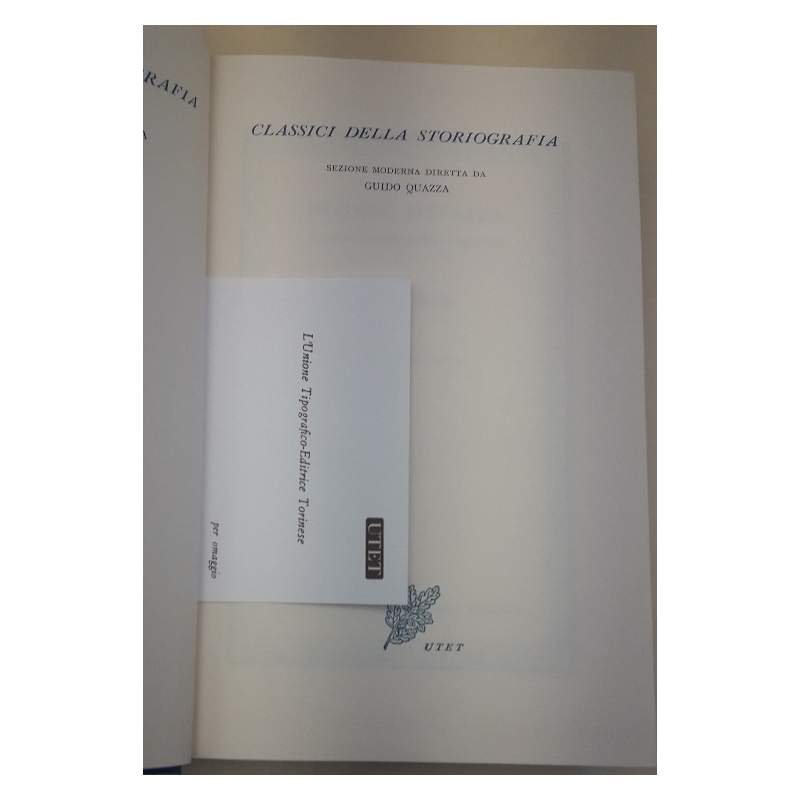 RAFIA
A
CLASSICI DELLA STORIOGRAFIA
SEZIONE MODERNA DIRETTA DA
GUIDO QUAZZA
L'Unione Tipografico-Editrice Torinese
UTET
per omaggio
UTET